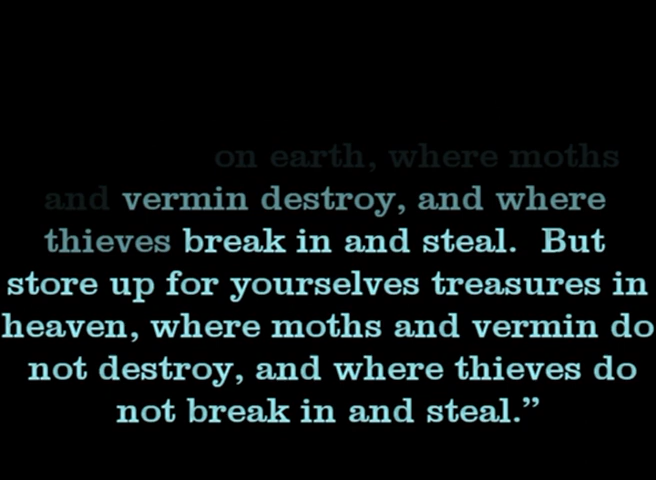 on earth, where moths
and vermin destroy, and where
thieves break in and steal.  But
store up for yourselves treasures in
heaven, where moths and vermin do
not destroy, and where thieves do
not break in and steal.”